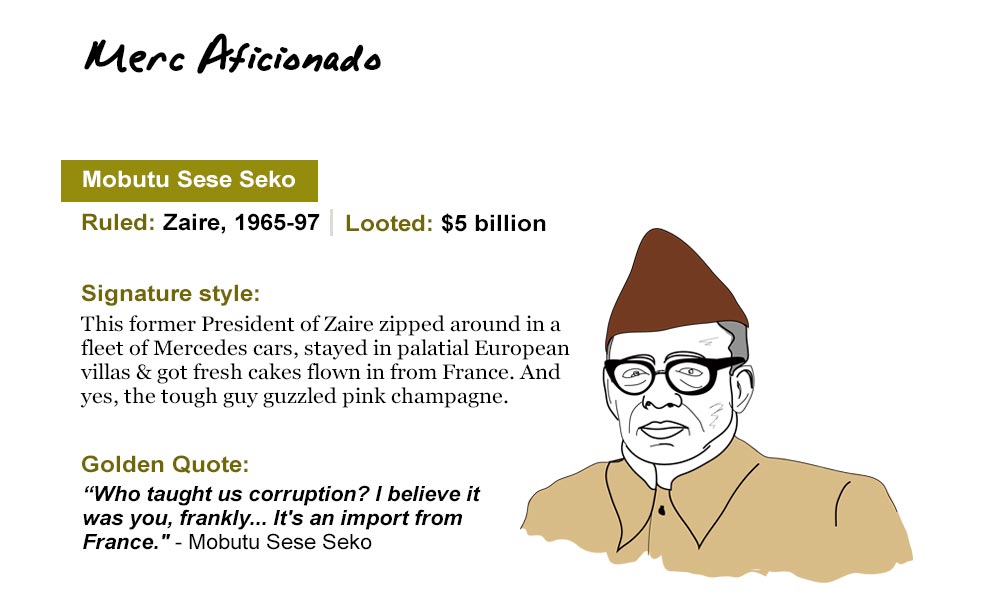 Merc Aficionado
Mobutu Sese Seko
Ruled: Zaire, 1965-97 | Looted: $5 billion
Signature style:
This former President of Zaire zipped around in a
fleet of Mercedes cars, stayed in palatial European
villas & got fresh cakes flown in from France. And
yes, the tough guy guzzled pink champagne.
Golden Quote:
“Who taught us corruption? I believe it
was you, frankly... It's an import from
France." - Mobutu Sese Seko